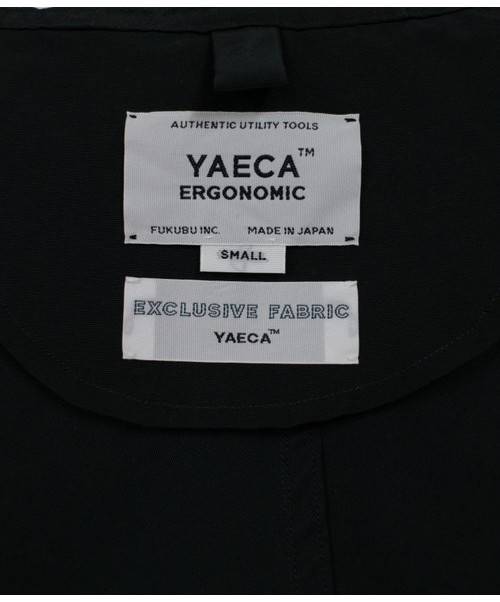 AUTHENTIC UTILITY TOOLS
YAECA™
ERGONOMIC
FUKUBU INC. MADE IN JAPAN
SMALL
EXCLUSIVE FABRIC
YAECA™